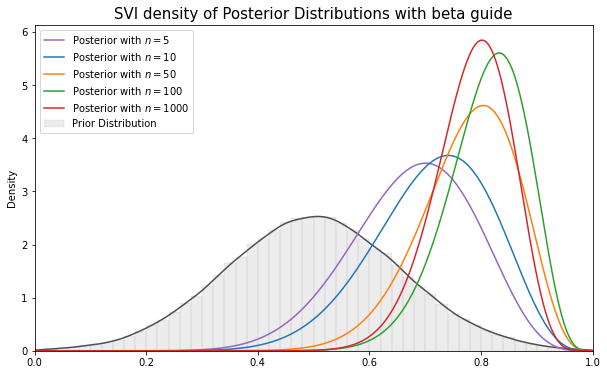 SVI density of Posterior Distributions with beta guide
Posterior with n = 5
Posterior with n = 10
Posterior with n = 50
Posterior with n = 100
Posterior with n = 1000
Prior Distribution
Density
6
5
4
3
2
1
0
0.0 0.2 0.4 0.6 0.8 1.0